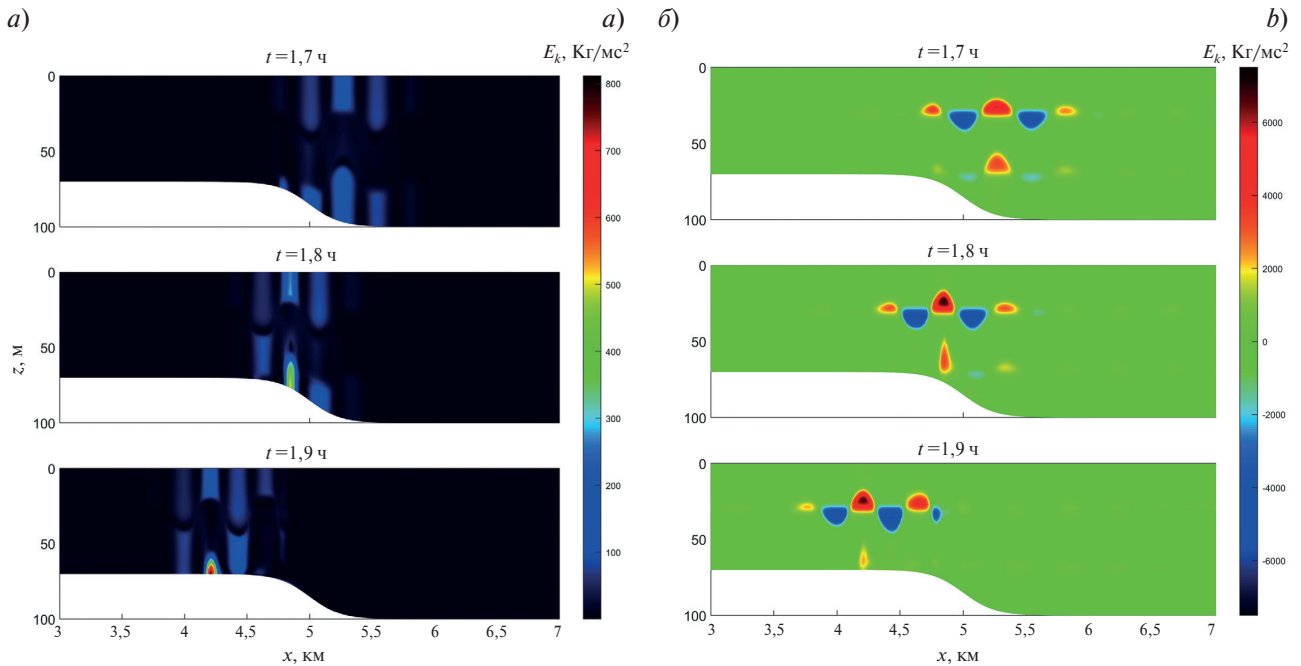 а) а) б) b)
E_k, Кг/мс² E_k, Кг/мс²
t=1,7 ч t=1,7 ч
0 0
50 50
100 100
t=1,8 ч t=1,8 ч
0 0
z, м 50 z, м 50
100 100
t=1,9 ч t=1,9 ч
0 0
50 50
100 100
800
700
600
500
400
300
200
100
6000
4000
2000
0
-2000
-4000
-6000
3 3,5 4 4,5 5 5,5 6 6,5 7 3 3,5 4 4,5 5 5,5 6 6,5 7
x, км x, км